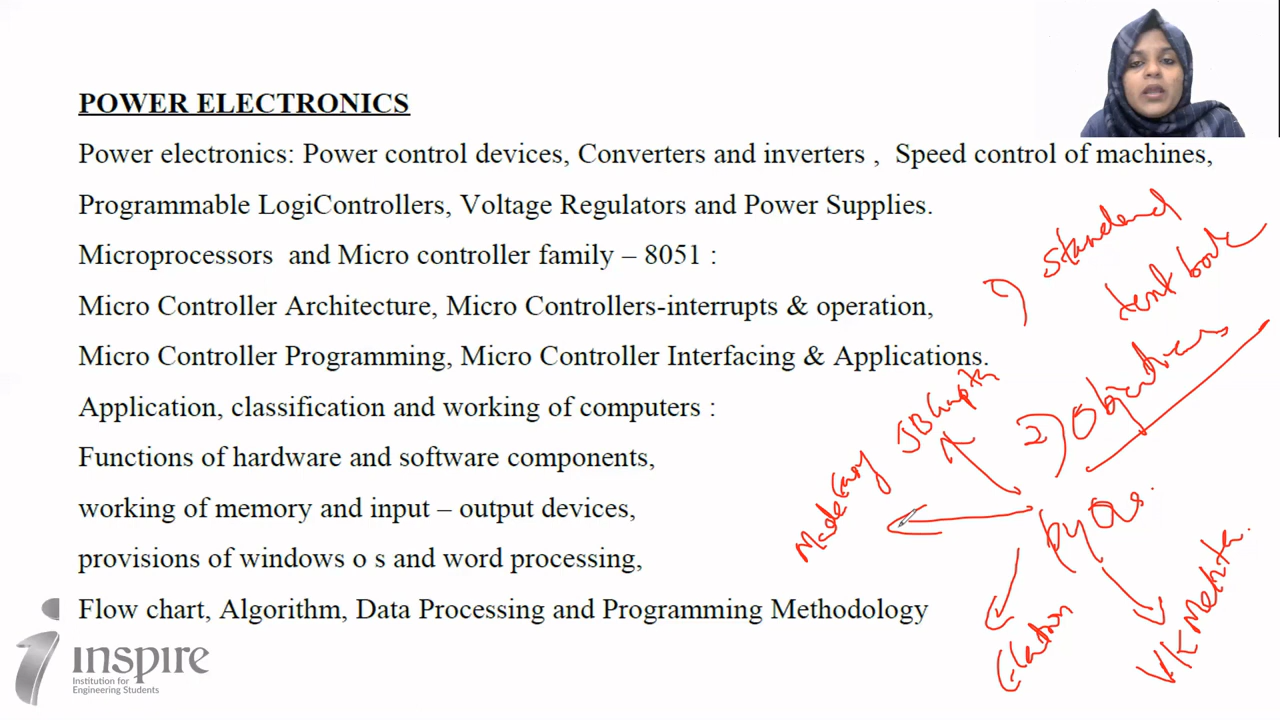 POWER ELECTRONICS
Power electronics: Power control devices, Converters and inverters , Speed control of machines,
Programmable LogiControllers, Voltage Regulators and Power Supplies.
Microprocessors and Micro controller family – 8051 :
Micro Controller Architecture, Micro Controllers-interrupts & operation,
Micro Controller Programming, Micro Controller Interfacing & Applications.
Application, classification and working of computers :
Functions of hardware and software components,
working of memory and input – output devices,
provisions of windows o s and word processing,
Flow chart, Algorithm, Data Processing and Programming Methodology
1) Standard
text book
2) Objectives
pyQs.
JB Gupta
Made Easy
VK Mehta
inspire
Institution for
Engineering Students